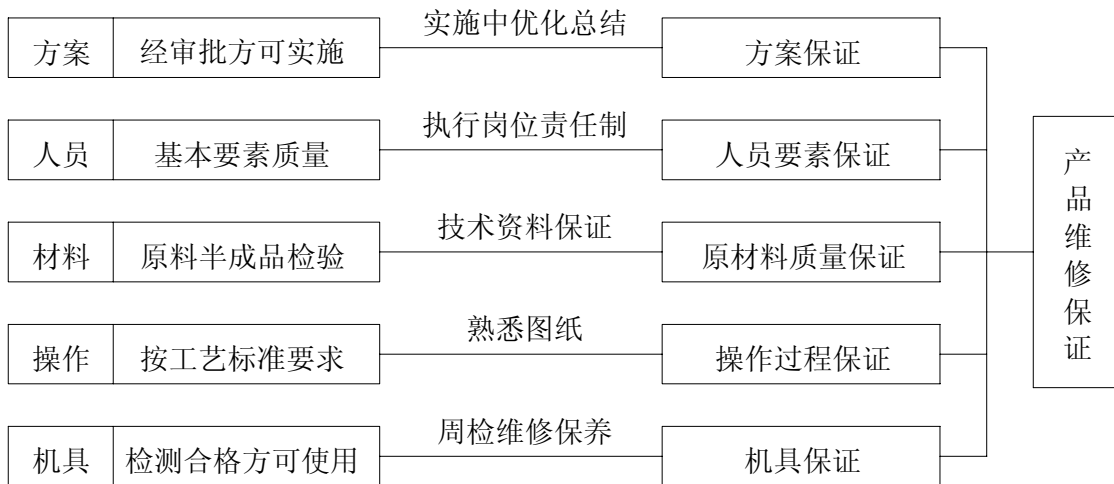 方案 经审批方可实施 实施中优化总结 方案保证
人员 基本要素质量 执行岗位责任制 人员要素保证
材料 原料半成品检验 技术资料保证 原材料质量保证
操作 按工艺标准要求 熟悉图纸 操作过程保证
机具 检测合格方可使用 周检维修保养 机具保证
产品维修保证